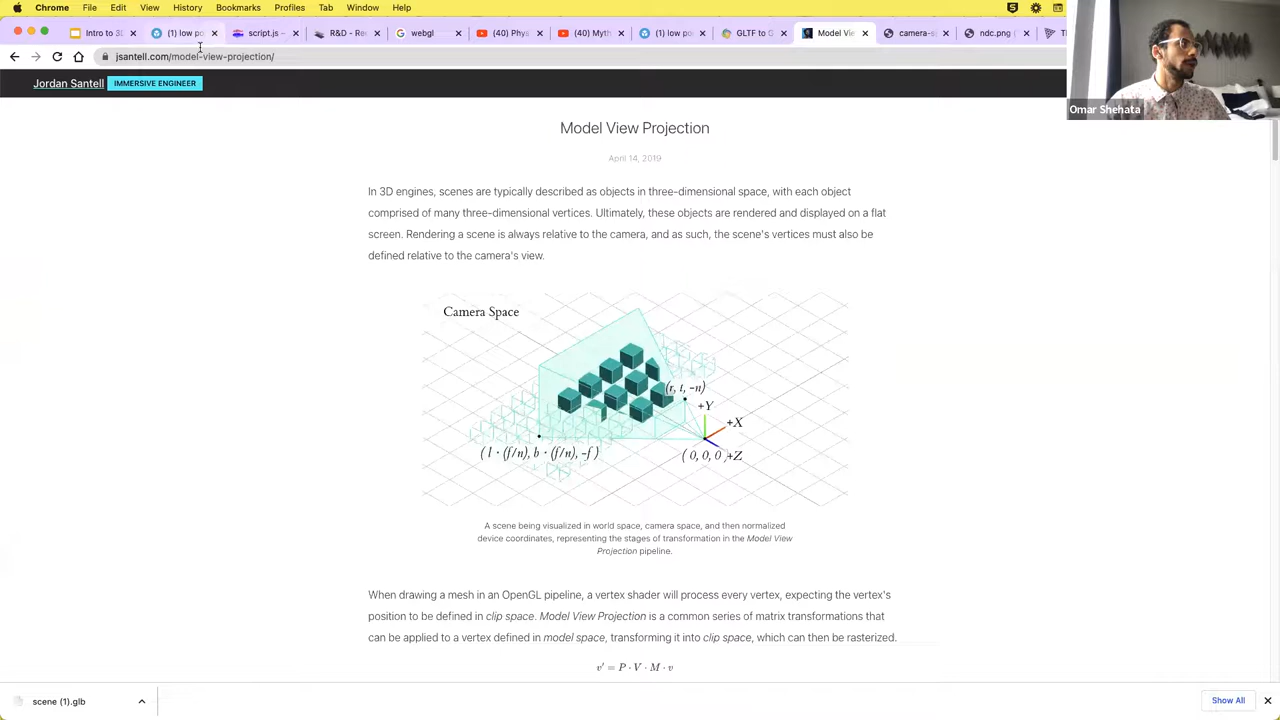 Chrome File Edit View History Bookmarks Profiles Tab Window Help
Intro to 3D (1) low po script.js – R&D - Re webgl (40) Phys (40) Myth (1) low po GLTF to G Model Vie camera-s ndc.png (
jsantell.com/model-view-projection/
Omar Shehata
Jordan Santell IMMERSIVE ENGINEER
Model View Projection
April 14, 2019
In 3D engines, scenes are typically described as objects in three-dimensional space, with each object
comprised of many three-dimensional vertices. Ultimately, these objects are rendered and displayed on a flat
screen. Rendering a scene is always relative to the camera, and as such, the scene's vertices must also be
defined relative to the camera's view.
Camera Space
(r, t, -n)
+Y
+X
( l · (f/n), b · (f/n), -f )
( 0, 0, 0 )
+Z
A scene being visualized in world space, camera space, and then normalized
device coordinates, representing the stages of transformation in the Model View
Projection pipeline.
When drawing a mesh in an OpenGL pipeline, a vertex shader will process every vertex, expecting the vertex's
position to be defined in clip space. Model View Projection is a common series of matrix transformations that
can be applied to a vertex defined in model space, transforming it into clip space, which can then be rasterized.
v′ = P · V · M · v
scene (1).glb
Show All